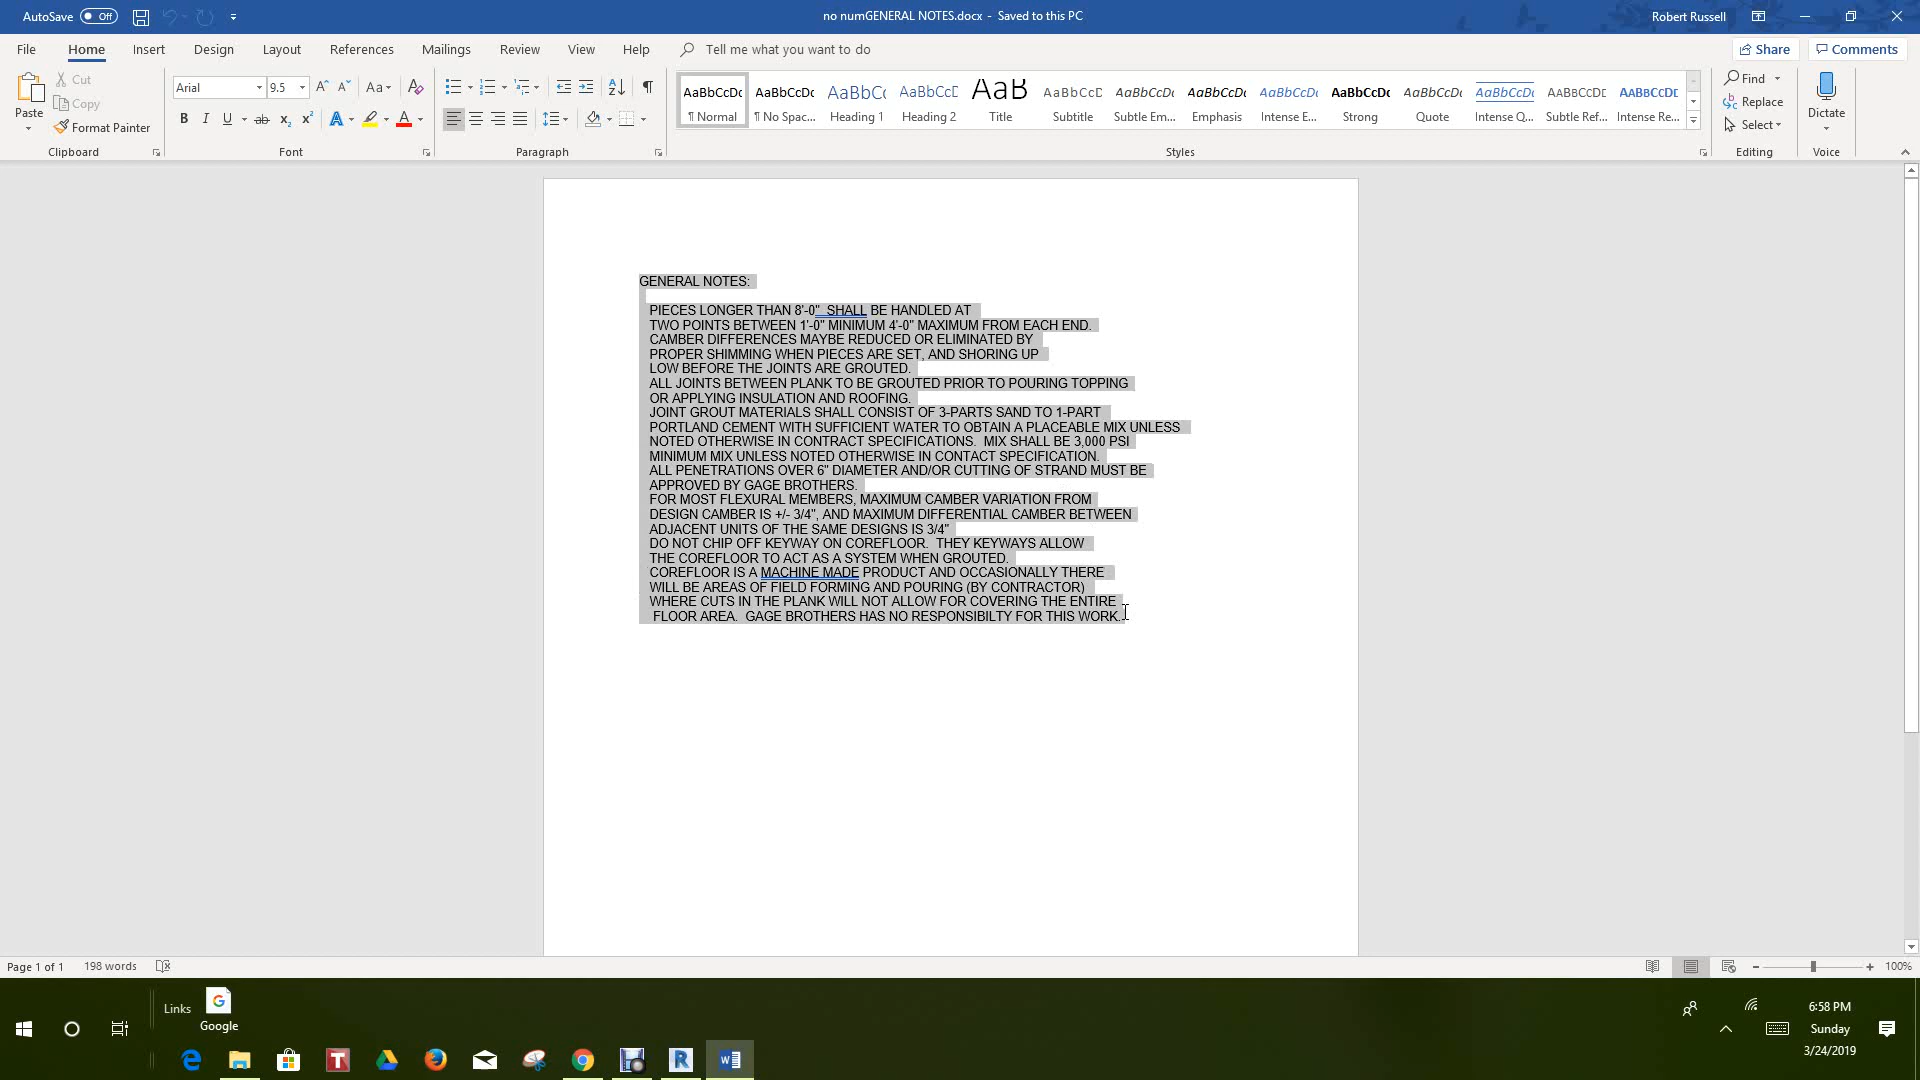 AutoSave Off
no numGENERAL NOTES.docx - Saved to this PC
Robert Russell
File Home Insert Design Layout References Mailings Review View Help Tell me what you want to do Share Comments
Paste Cut Copy Format Painter
Arial 9.5 Aa
B I U ab x₂ x² A A
AaBbCcDc AaBbCcDc AaBbCc AaBbCcE AaB AaBbCcD AaBbCcDc AaBbCcDc AaBbCcDc AaBbCcDc AaBbCcDc AaBbCcDc AABBCCDE AABBCCDE
¶ Normal ¶ No Spac... Heading 1 Heading 2 Title Subtitle Subtle Em... Emphasis Intense E... Strong Quote Intense Q... Subtle Ref... Intense Re...
Find
Replace
Select
Dictate
Clipboard Font Paragraph Styles Editing Voice
GENERAL NOTES:
PIECES LONGER THAN 8'-0" SHALL BE HANDLED AT
TWO POINTS BETWEEN 1'-0" MINIMUM 4'-0" MAXIMUM FROM EACH END.
CAMBER DIFFERENCES MAYBE REDUCED OR ELIMINATED BY
PROPER SHIMMING WHEN PIECES ARE SET, AND SHORING UP
LOW BEFORE THE JOINTS ARE GROUTED.
ALL JOINTS BETWEEN PLANK TO BE GROUTED PRIOR TO POURING TOPPING
OR APPLYING INSULATION AND ROOFING.
JOINT GROUT MATERIALS SHALL CONSIST OF 3-PARTS SAND TO 1-PART
PORTLAND CEMENT WITH SUFFICIENT WATER TO OBTAIN A PLACEABLE MIX UNLESS
NOTED OTHERWISE IN CONTRACT SPECIFICATIONS. MIX SHALL BE 3,000 PSI
MINIMUM MIX UNLESS NOTED OTHERWISE IN CONTACT SPECIFICATION.
ALL PENETRATIONS OVER 6" DIAMETER AND/OR CUTTING OF STRAND MUST BE
APPROVED BY GAGE BROTHERS.
FOR MOST FLEXURAL MEMBERS, MAXIMUM CAMBER VARIATION FROM
DESIGN CAMBER IS +/- 3/4", AND MAXIMUM DIFFERENTIAL CAMBER BETWEEN
ADJACENT UNITS OF THE SAME DESIGNS IS 3/4"
DO NOT CHIP OFF KEYWAY ON COREFLOOR. THEY KEYWAYS ALLOW
THE COREFLOOR TO ACT AS A SYSTEM WHEN GROUTED.
COREFLOOR IS A MACHINE MADE PRODUCT AND OCCASIONALLY THERE
WILL BE AREAS OF FIELD FORMING AND POURING (BY CONTRACTOR)
WHERE CUTS IN THE PLANK WILL NOT ALLOW FOR COVERING THE ENTIRE
FLOOR AREA. GAGE BROTHERS HAS NO RESPONSIBILTY FOR THIS WORK.
Page 1 of 1 198 words 100%
Links Google
6:58 PM
Sunday
3/24/2019